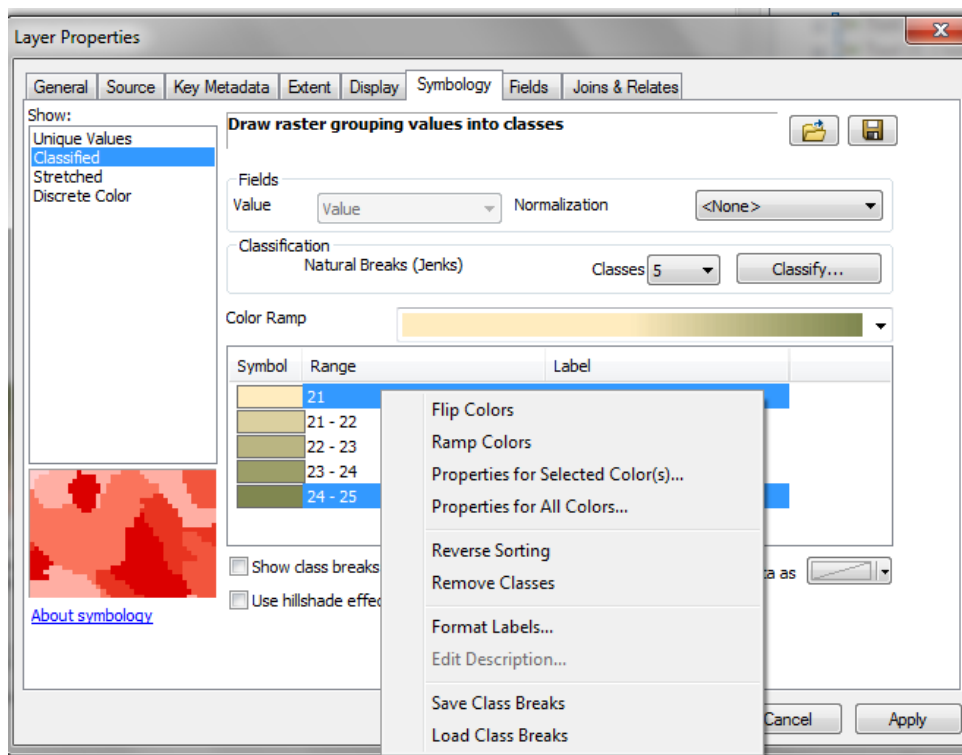 Layer Properties
General Source Key Metadata Extent Display Symbology Fields Joins & Relates
Show:
Unique Values
Classified
Stretched
Discrete Color
About symbology
Draw raster grouping values into classes
Fields
Value Value Normalization <None>
Classification
Natural Breaks (Jenks) Classes 5 Classify...
Color Ramp
Symbol Range Label
21
21 - 22
22 - 23
23 - 24
24 - 25
Show class breaks
as
Use hillshade
Flip Colors
Ramp Colors
Properties for Selected Color(s)...
Properties for All Colors...
Reverse Sorting
Remove Classes
Format Labels...
Edit Description...
Save Class Breaks
Load Class Breaks
Cancel Apply